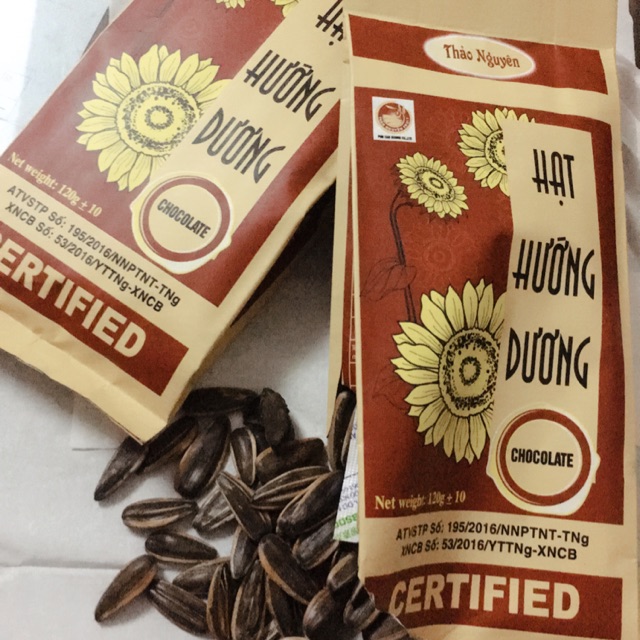 HẠT
HƯỚNG
DƯƠNG
CHOCOLATE
Net weight: 120g ± 10
ATVSTP Số: 195/2016/NNPTNT-TNg
XNCB Số: 53/2016/YTTNg-XNCB
CERTIFIED
Thảo Nguyên
HẠT
HƯỚNG
DƯƠNG
CHOCOLATE
Net weight: 120g ± 10
ATVSTP Số: 195/2016/NNPTNT-TNg
XNCB Số: 53/2016/YTTNg-XNCB
CERTIFIED